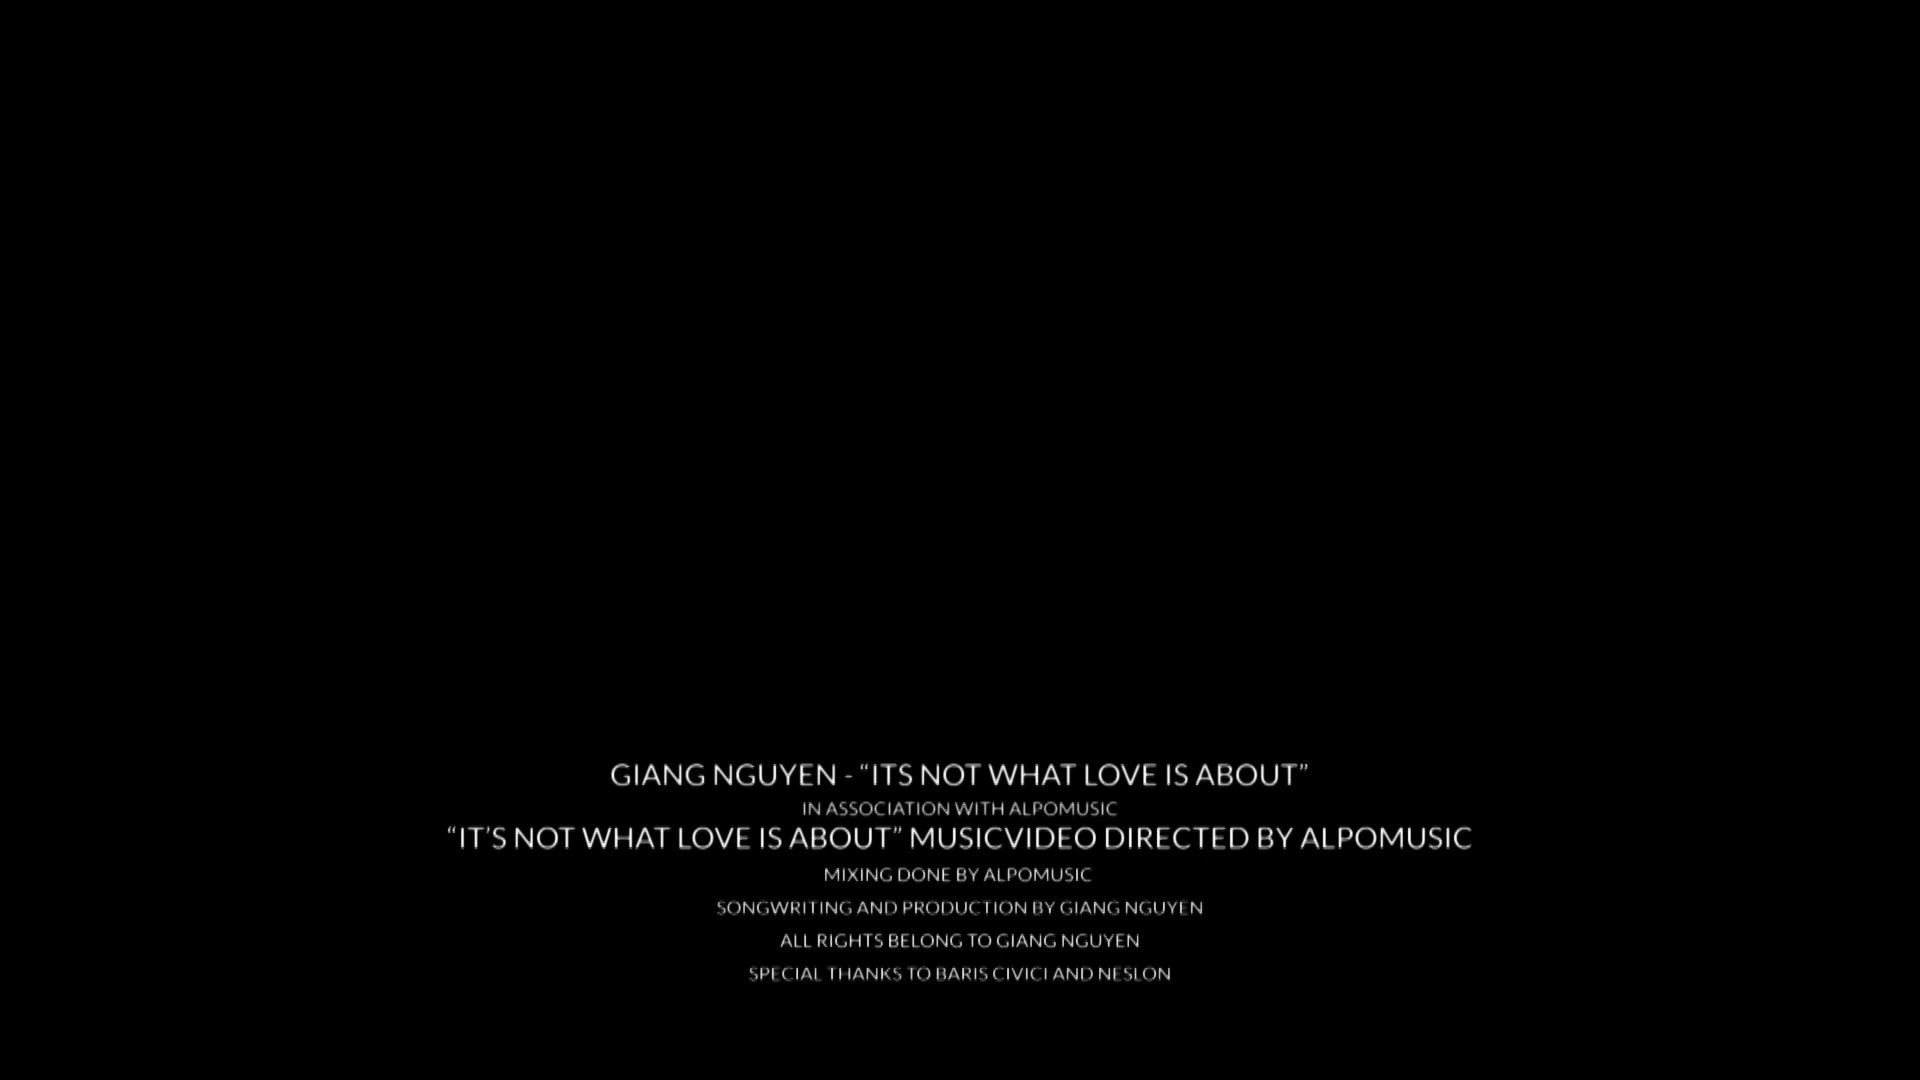 GIANG NGUYEN - “ITS NOT WHAT LOVE IS ABOUT”
IN ASSOCIATION WITH ALPOMUSIC
“IT’S NOT WHAT LOVE IS ABOUT” MUSICVIDEO DIRECTED BY ALPOMUSIC
MIXING DONE BY ALPOMUSIC
SONGWRITING AND PRODUCTION BY GIANG NGUYEN
ALL RIGHTS BELONG TO GIANG NGUYEN
SPECIAL THANKS TO BARIS CIVICI AND NESLON